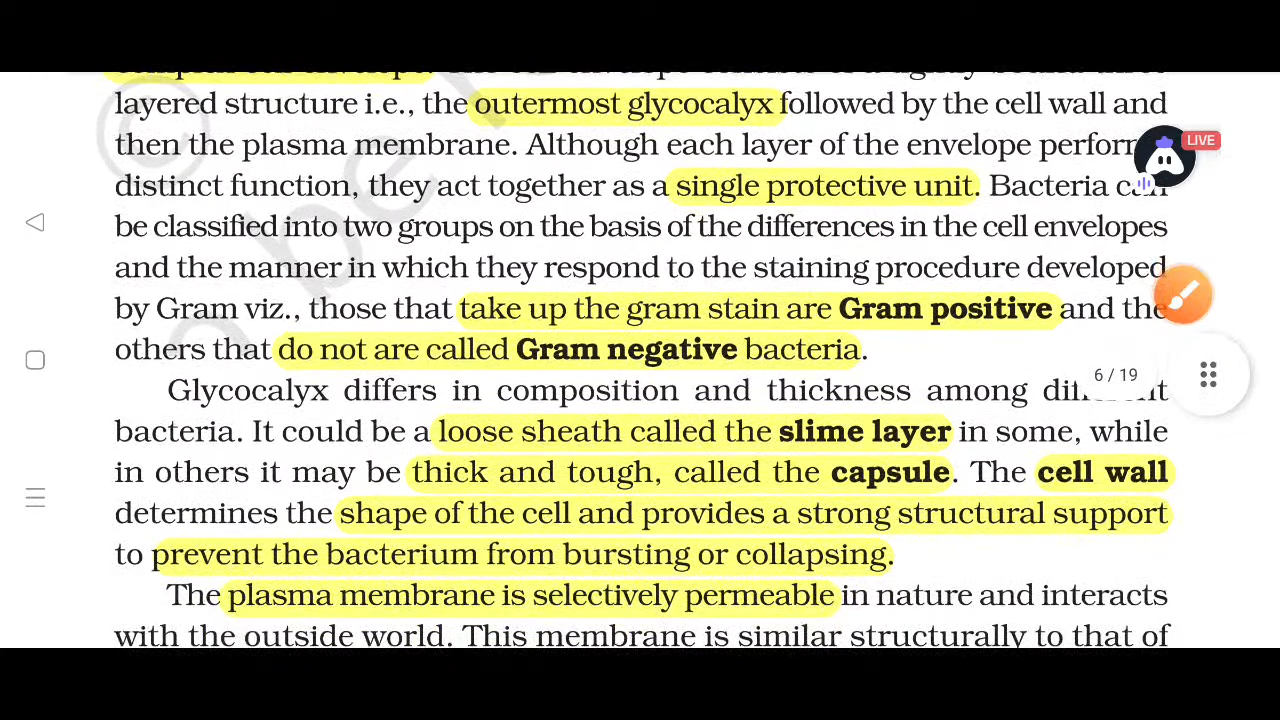 layered structure i.e., the outermost glycocalyx followed by the cell wall and
then the plasma membrane. Although each layer of the envelope
LIVE
distinct function, they act together as a single protective unit. Bacteria
be classified into two groups on the basis of the differences in the cell envelopes
and the manner in which they respond to the staining procedure developed
by Gram viz., those that take up the gram stain are Gram positive and the
others that do not are called Gram negative bacteria.
6 / 19
Glycocalyx differs in composition and thickness among
bacteria. It could be a loose sheath called the slime layer in some, while
in others it may be thick and tough, called the capsule. The cell wall
determines the shape of the cell and provides a strong structural support
to prevent the bacterium from bursting or collapsing.
The plasma membrane is selectively permeable in nature and interacts
with the outside world. This membrane is similar structurally to that of